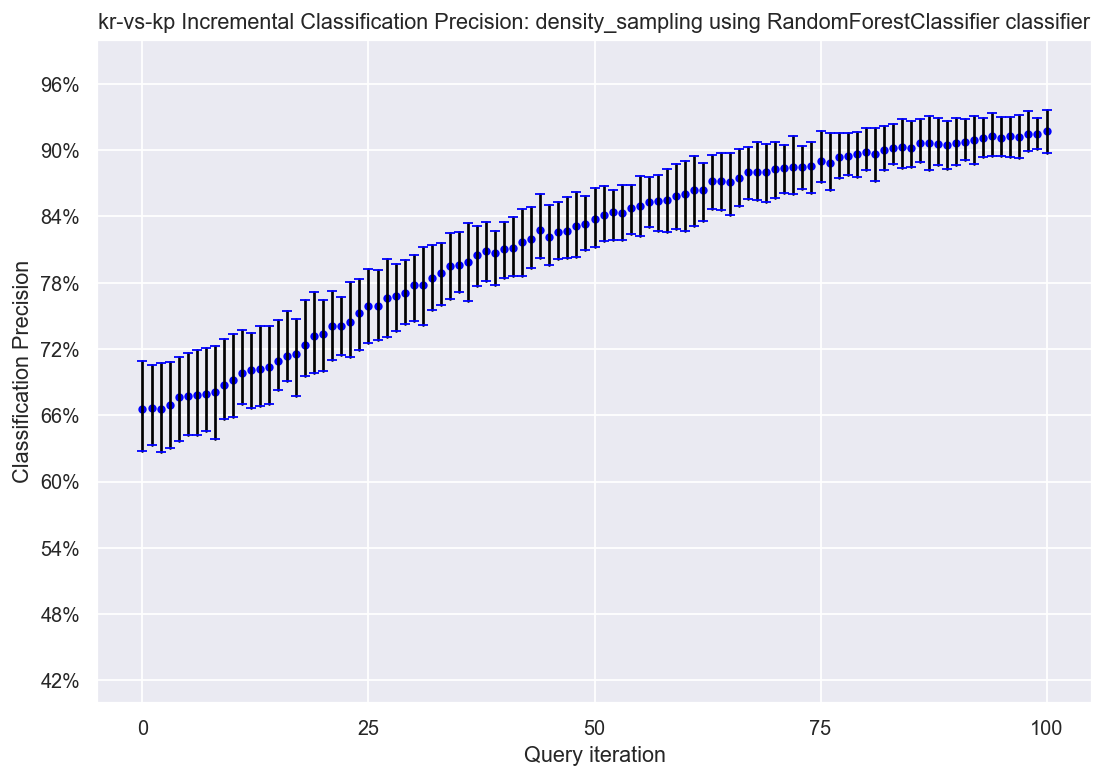 kr-vs-kp Incremental Classification Precision: density_sampling using RandomForestClassifier classifier
96%
90%
84%
78%
72%
66%
60%
54%
48%
42%
Classification Precision
0 25 50 75 100
Query iteration